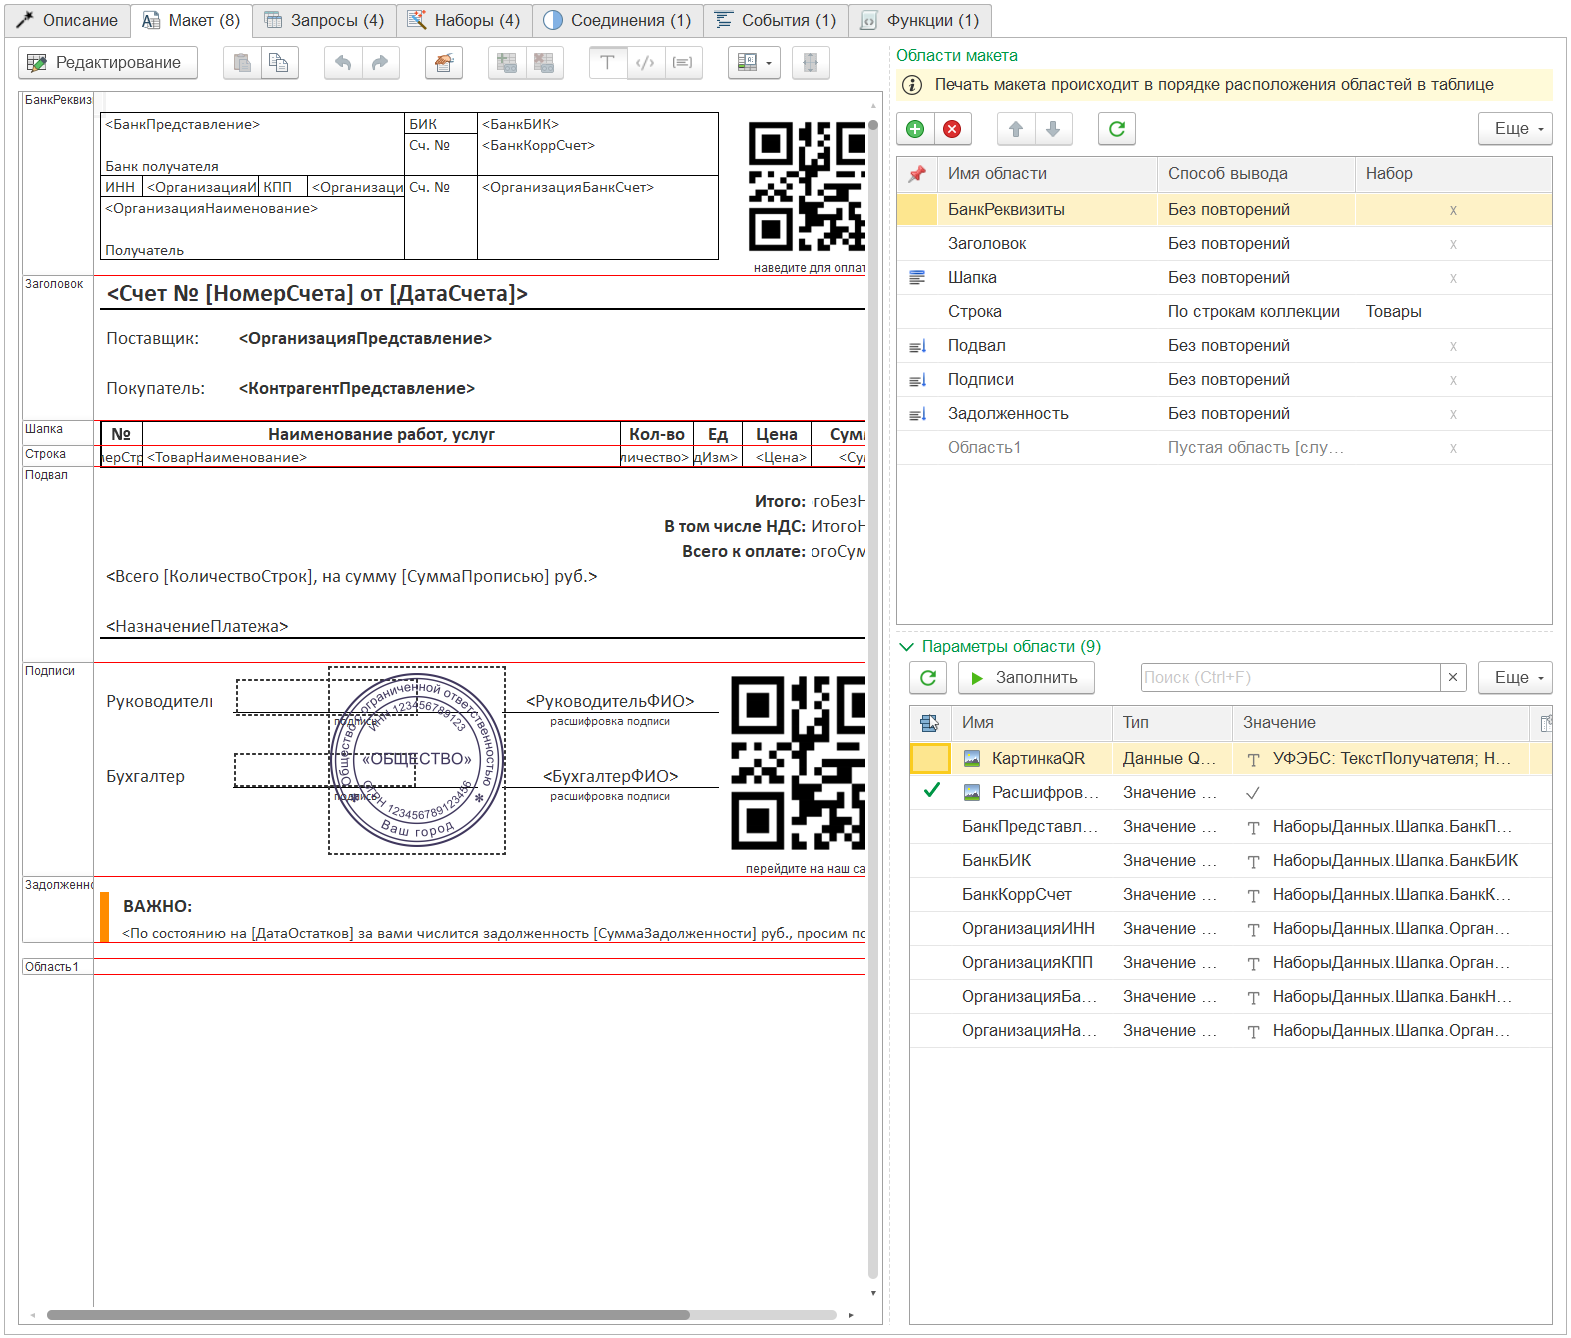 Описание
Макет (8)
Запросы (4)
Наборы (4)
Соединения (1)
События (1)
Функции (1)
Редактирование
БанкРеквизи
<БанкПредставление>
БИК
<БанкБИК>
Сч. №
<БанкКоррСчет>
Банк получателя
ИНН
<ОрганизацияИ
КПП
<Организаци
Сч. №
<ОрганизацияБанкСчет>
<ОрганизацияНаименование>
Получатель
наведите для оплат
Заголовок
<Счет № [НомерСчета] от [ДатаСчета]>
Поставщик:
<ОрганизацияПредставление>
Покупатель:
<КонтрагентПредставление>
Шапка
№
Наименование работ, услуг
Кол-во
Ед
Цена
Сум
Строка
черСтр
<ТоварНаименование>
личество>
дИзм>
<Цена>
<Су
Подвал
Итого:
гоБезН
В том числе НДС:
ИтогоН
Всего к оплате:
огоСум
<Всего [КоличествоСтрок], на сумму [СуммаПрописью] руб.>
<НазначениеПлатежа>
Подписи
Руководител
подпись
<РуководительФИО>
расшифровка подписи
Общество с ограниченной ответственностью
ИНН 123456789123
«ОБЩЕСТВО»
ОГРН 123456789123456
Ваш город
Бухгалтер
подпись
<БухгалтерФИО>
расшифровка подписи
перейдите на наш са
Задолженно
ВАЖНО:
<По состоянию на [ДатаОстатков] за вами числится задолженность [СуммаЗадолженности] руб., просим по
Область1
Области макета
Печать макета происходит в порядке расположения областей в таблице
Еще
Имя области
Способ вывода
Набор
БанкРеквизиты
Без повторений
x
Заголовок
Без повторений
x
Шапка
Без повторений
x
Строка
По строкам коллекции
Товары
Подвал
Без повторений
x
Подписи
Без повторений
x
Задолженность
Без повторений
x
Область1
Пустая область [слу…
x
Параметры области (9)
Заполнить
Поиск (Ctrl+F)
×
Еще
Имя
Тип
Значение
КартинкаQR
Данные Q…
УФЭБС: ТекстПолучателя; Н…
Расшифров…
Значение …
БанкПредставл…
Значение …
НаборыДанных.Шапка.БанкП…
БанкБИК
Значение …
НаборыДанных.Шапка.БанкБИК
БанкКоррСчет
Значение …
НаборыДанных.Шапка.БанкК…
ОрганизацияИНН
Значение …
НаборыДанных.Шапка.Орган…
ОрганизацияКПП
Значение …
НаборыДанных.Шапка.Орган…
ОрганизацияБа…
Значение …
НаборыДанных.Шапка.БанкН…
ОрганизацияНа…
Значение …
НаборыДанных.Шапка.Орган…